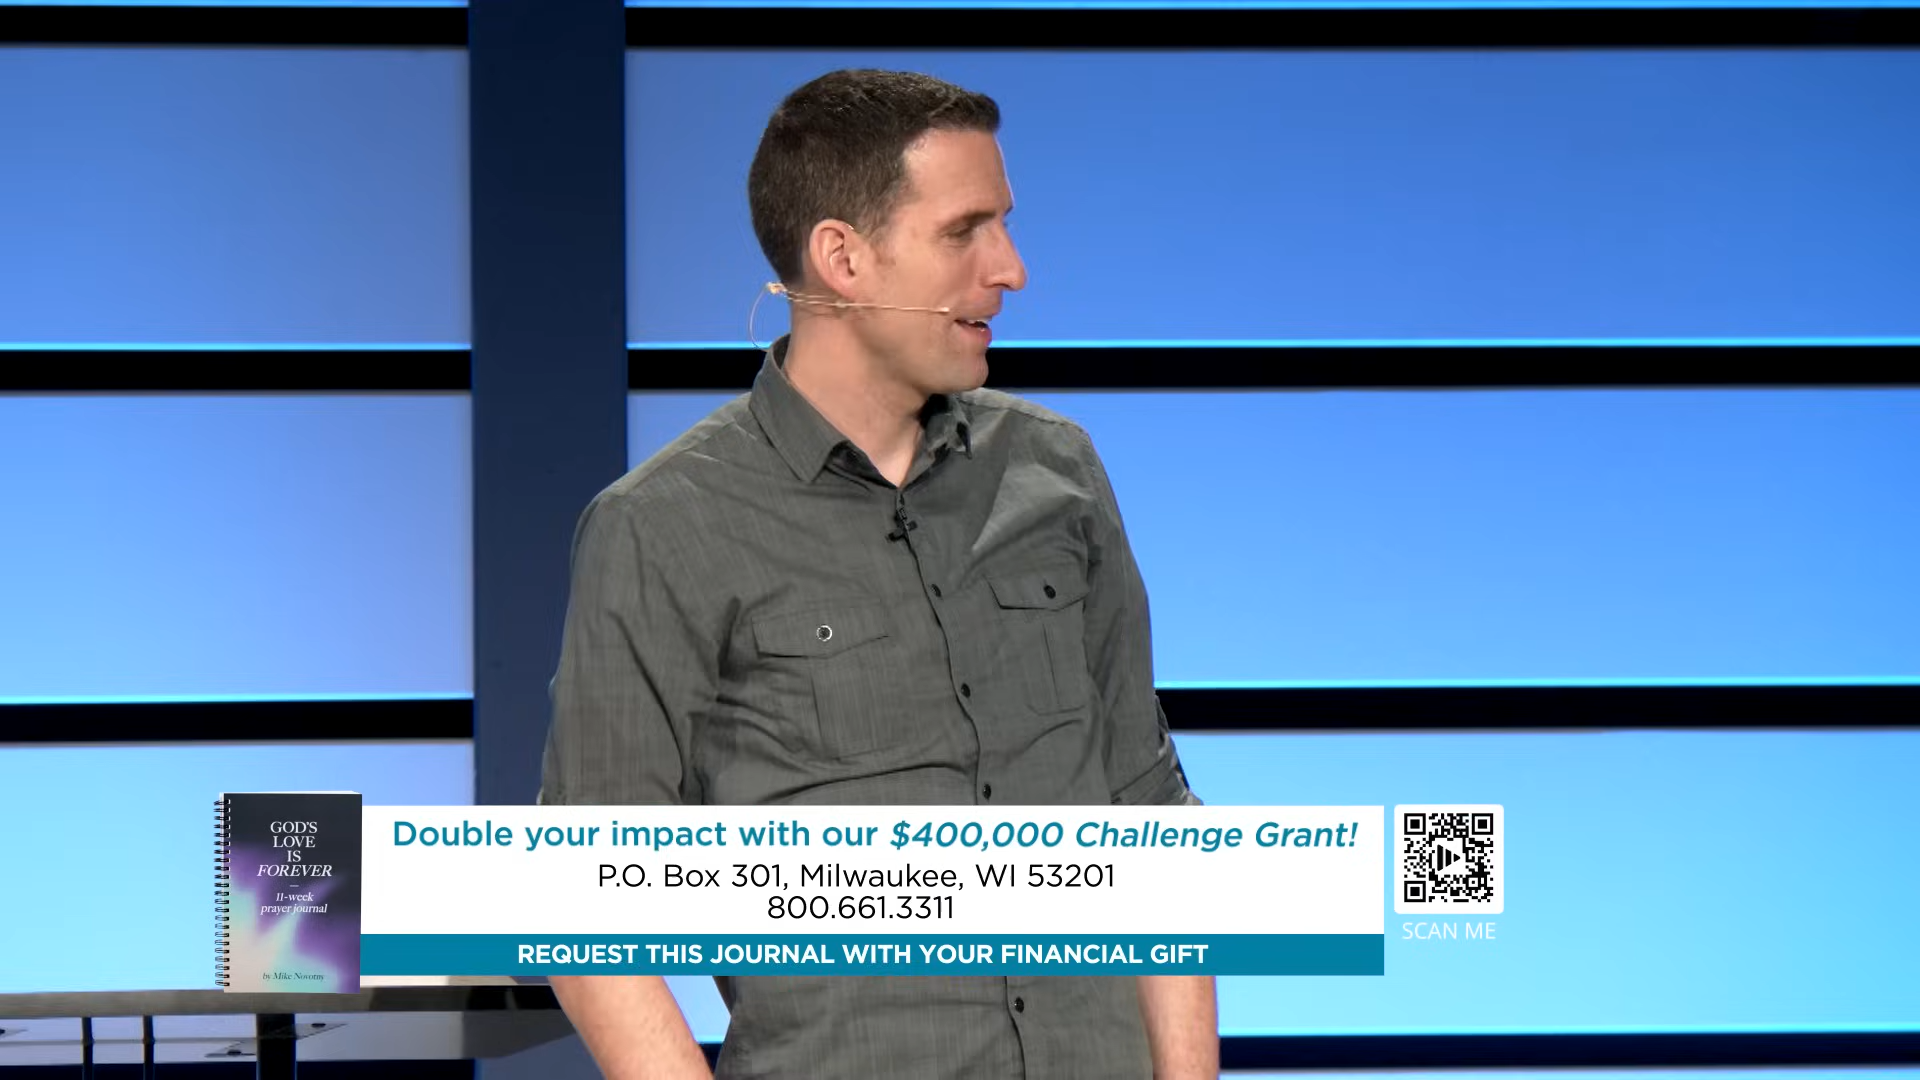 GOD'S
LOVE
IS
FOREVER
11-week
prayer journal
by Mike Novotny
Double your impact with our $400,000 Challenge Grant!
P.O. Box 301, Milwaukee, WI 53201
800.661.3311
REQUEST THIS JOURNAL WITH YOUR FINANCIAL GIFT
SCAN ME